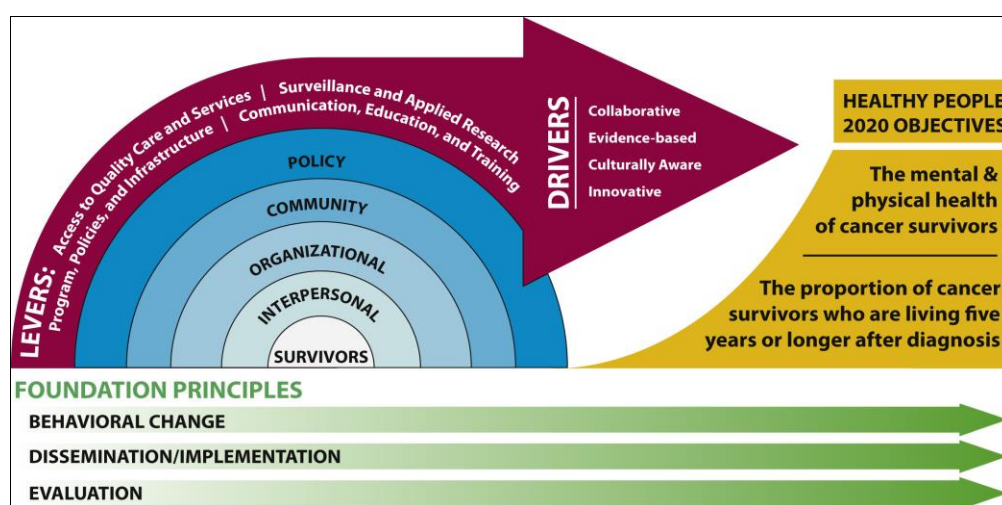 LEVERS:
Access to Quality Care and Services | Surveillance and Applied Research
Program, Policies, and Infrastructure | Communication, Education, and Training
POLICY
COMMUNITY
ORGANIZATIONAL
INTERPERSONAL
SURVIVORS
DRIVERS
Collaborative
Evidence-based
Culturally Aware
Innovative
HEALTHY PEOPLE
2020 OBJECTIVES
The mental &
physical health
of cancer survivors
The proportion of cancer
survivors who are living five
years or longer after diagnosis
FOUNDATION PRINCIPLES
BEHAVIORAL CHANGE
DISSEMINATION/IMPLEMENTATION
EVALUATION